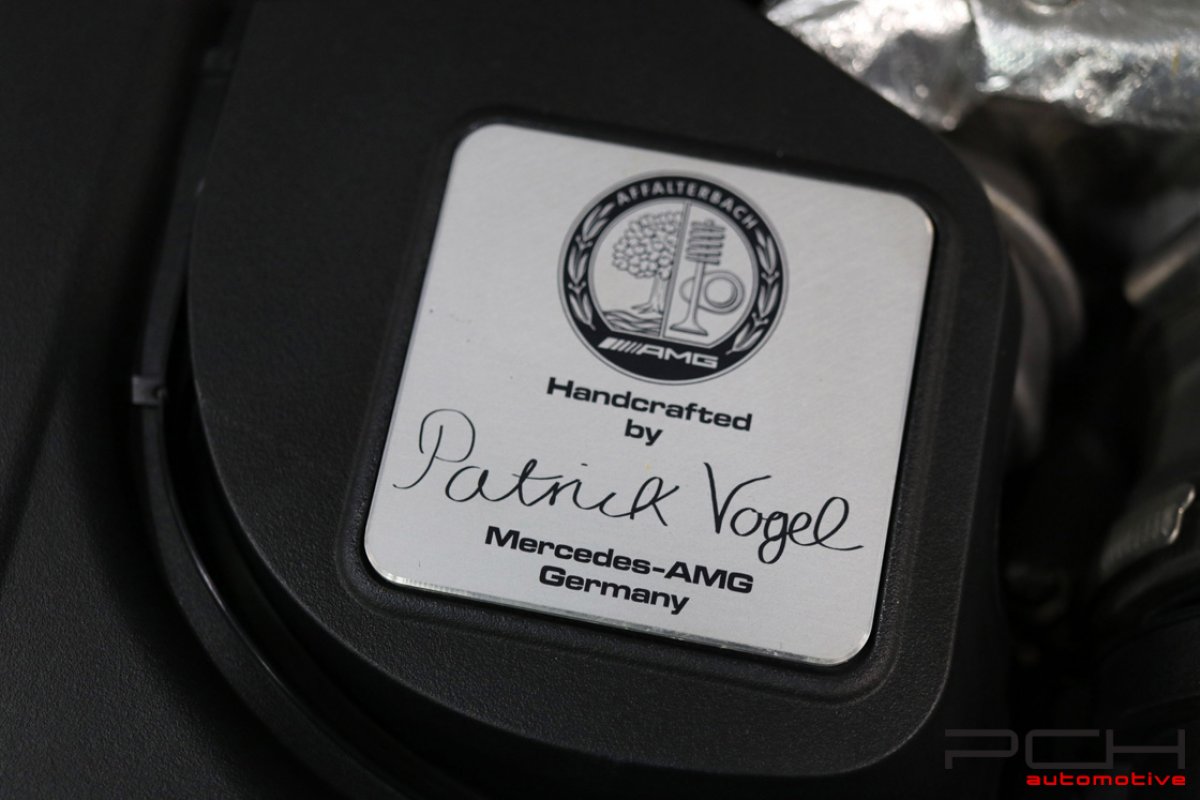 AFFALTERBACH
AMG
Handcrafted
by
Patrick Vogel
Mercedes-AMG
Germany
PCH
automotive